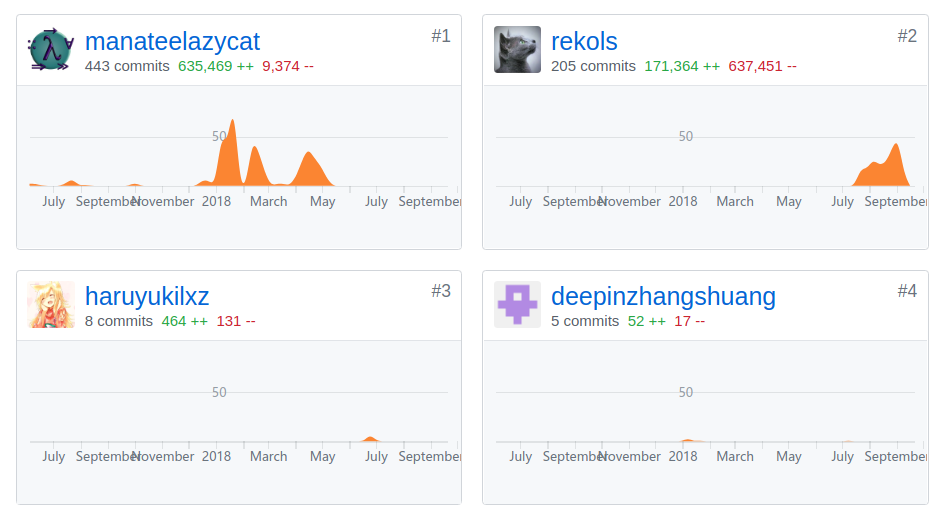 manateelazycat #1
443 commits 635,469 ++ 9,374 --
50
July September November 2018 March May July September
rekols #2
205 commits 171,364 ++ 637,451 --
50
July September November 2018 March May July September
haruyukilxz #3
8 commits 464 ++ 131 --
50
July September November 2018 March May July September
deepinzhangshuang #4
5 commits 52 ++ 17 --
50
July September November 2018 March May July September